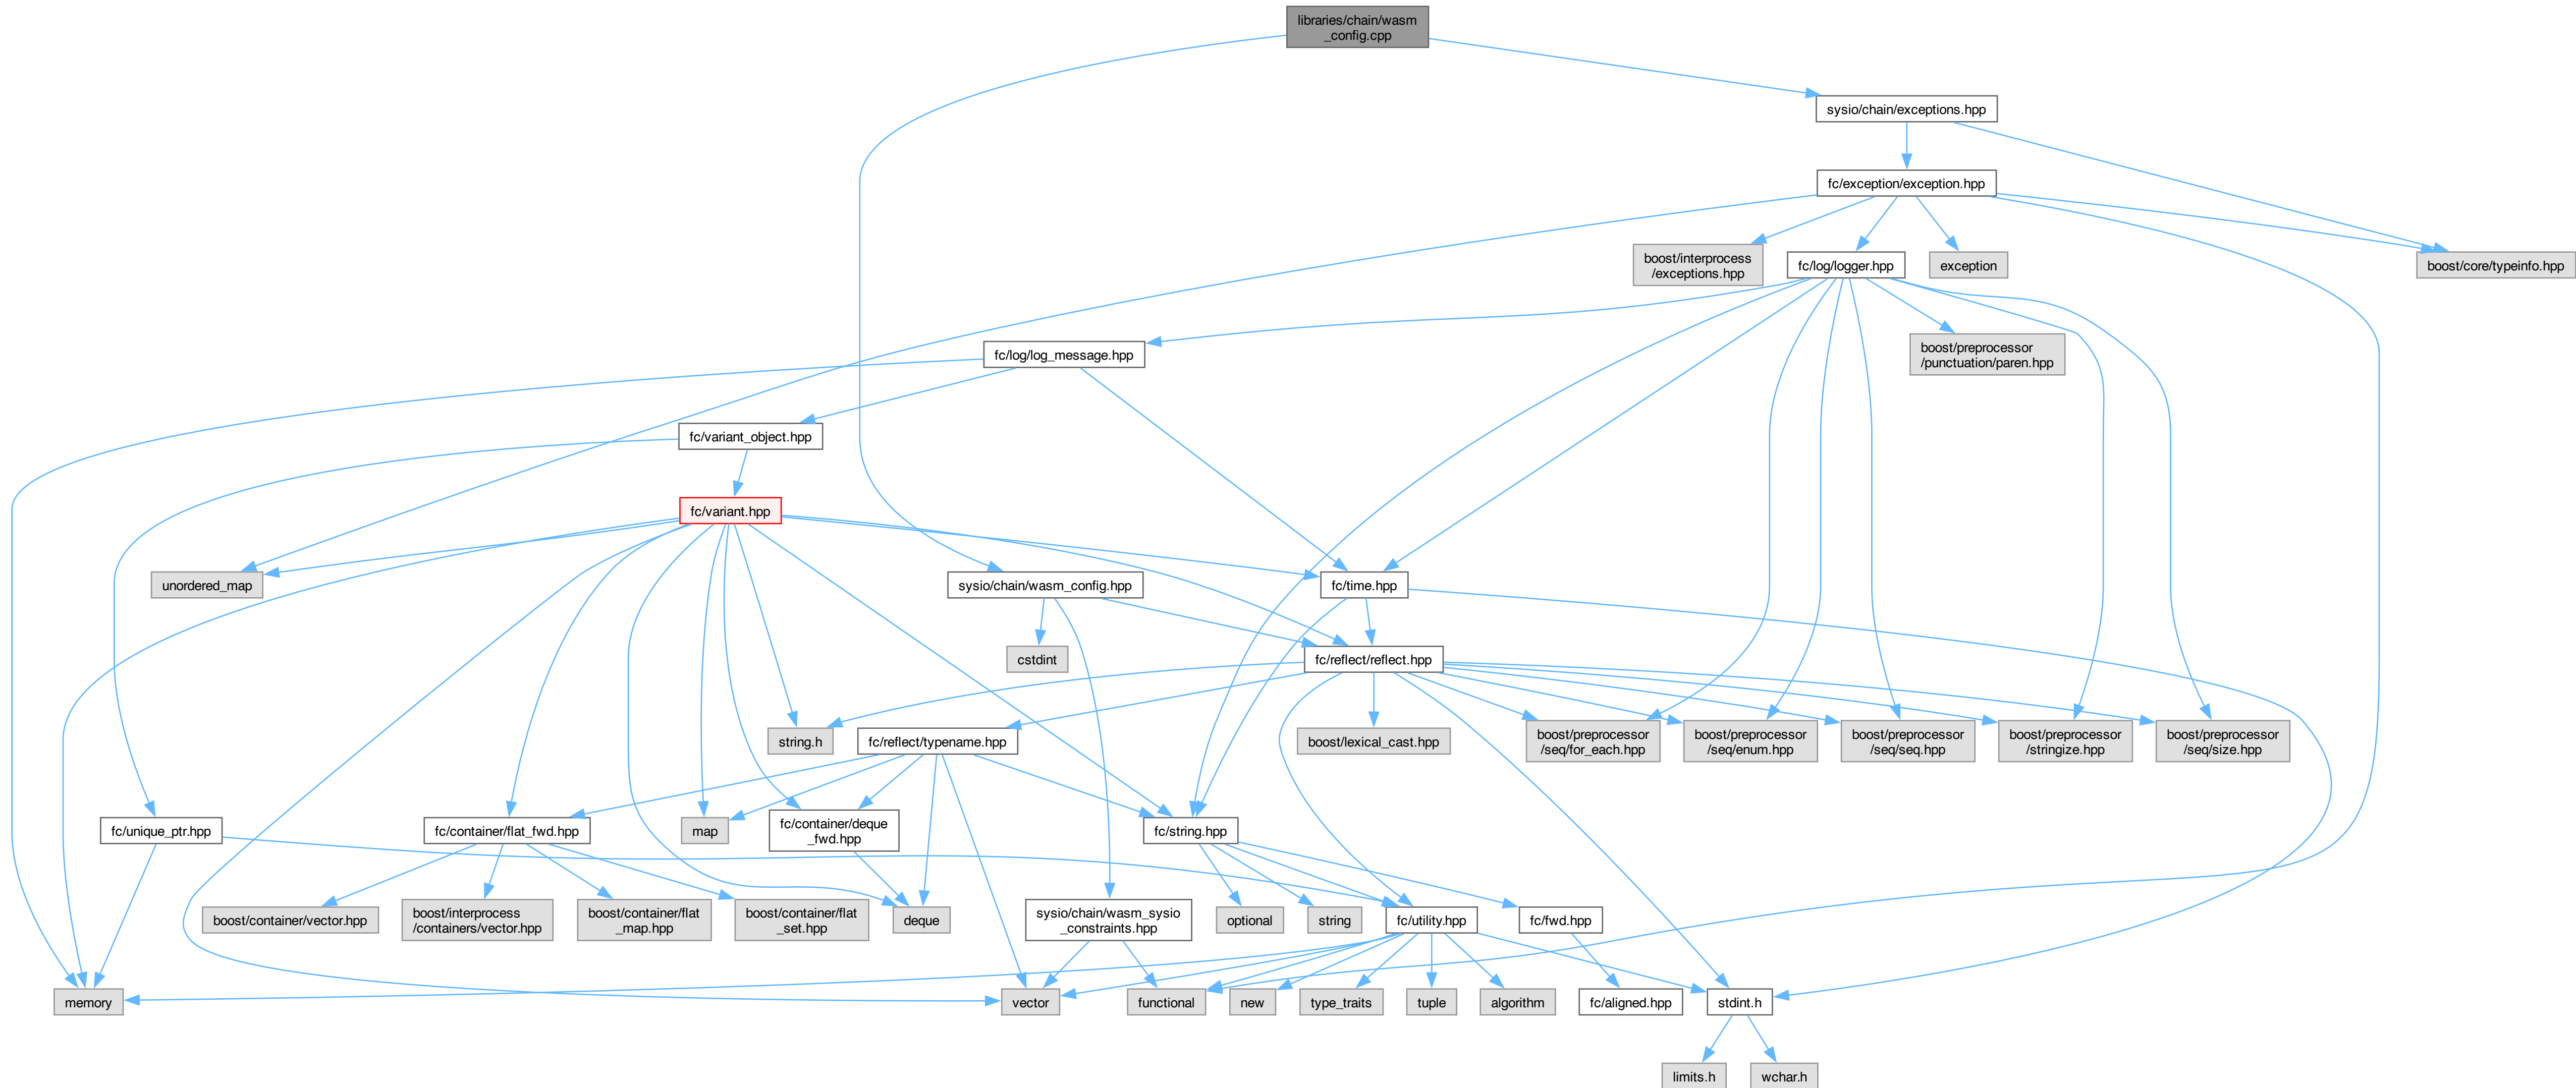 libraries/chain/wasm
_config.cpp
sysio/chain/exceptions.hpp
fc/exception/exception.hpp
boost/interprocess
/exceptions.hpp
fc/log/logger.hpp
exception
boost/core/typeinfo.hpp
fc/log/log_message.hpp
boost/preprocessor
/punctuation/paren.hpp
fc/variant_object.hpp
fc/variant.hpp
unordered_map
sysio/chain/wasm_config.hpp
fc/time.hpp
cstdint
fc/reflect/reflect.hpp
string.h
fc/reflect/typename.hpp
boost/lexical_cast.hpp
boost/preprocessor
/seq/for_each.hpp
boost/preprocessor
/seq/enum.hpp
boost/preprocessor
/seq/seq.hpp
boost/preprocessor
/stringize.hpp
boost/preprocessor
/seq/size.hpp
fc/unique_ptr.hpp
fc/container/flat_fwd.hpp
map
fc/container/deque
_fwd.hpp
fc/string.hpp
boost/container/vector.hpp
boost/interprocess
/containers/vector.hpp
boost/container/flat
_map.hpp
boost/container/flat
_set.hpp
deque
sysio/chain/wasm_sysio
_constraints.hpp
optional
string
fc/utility.hpp
fc/fwd.hpp
memory
vector
functional
new
type_traits
tuple
algorithm
fc/aligned.hpp
stdint.h
limits.h
wchar.h